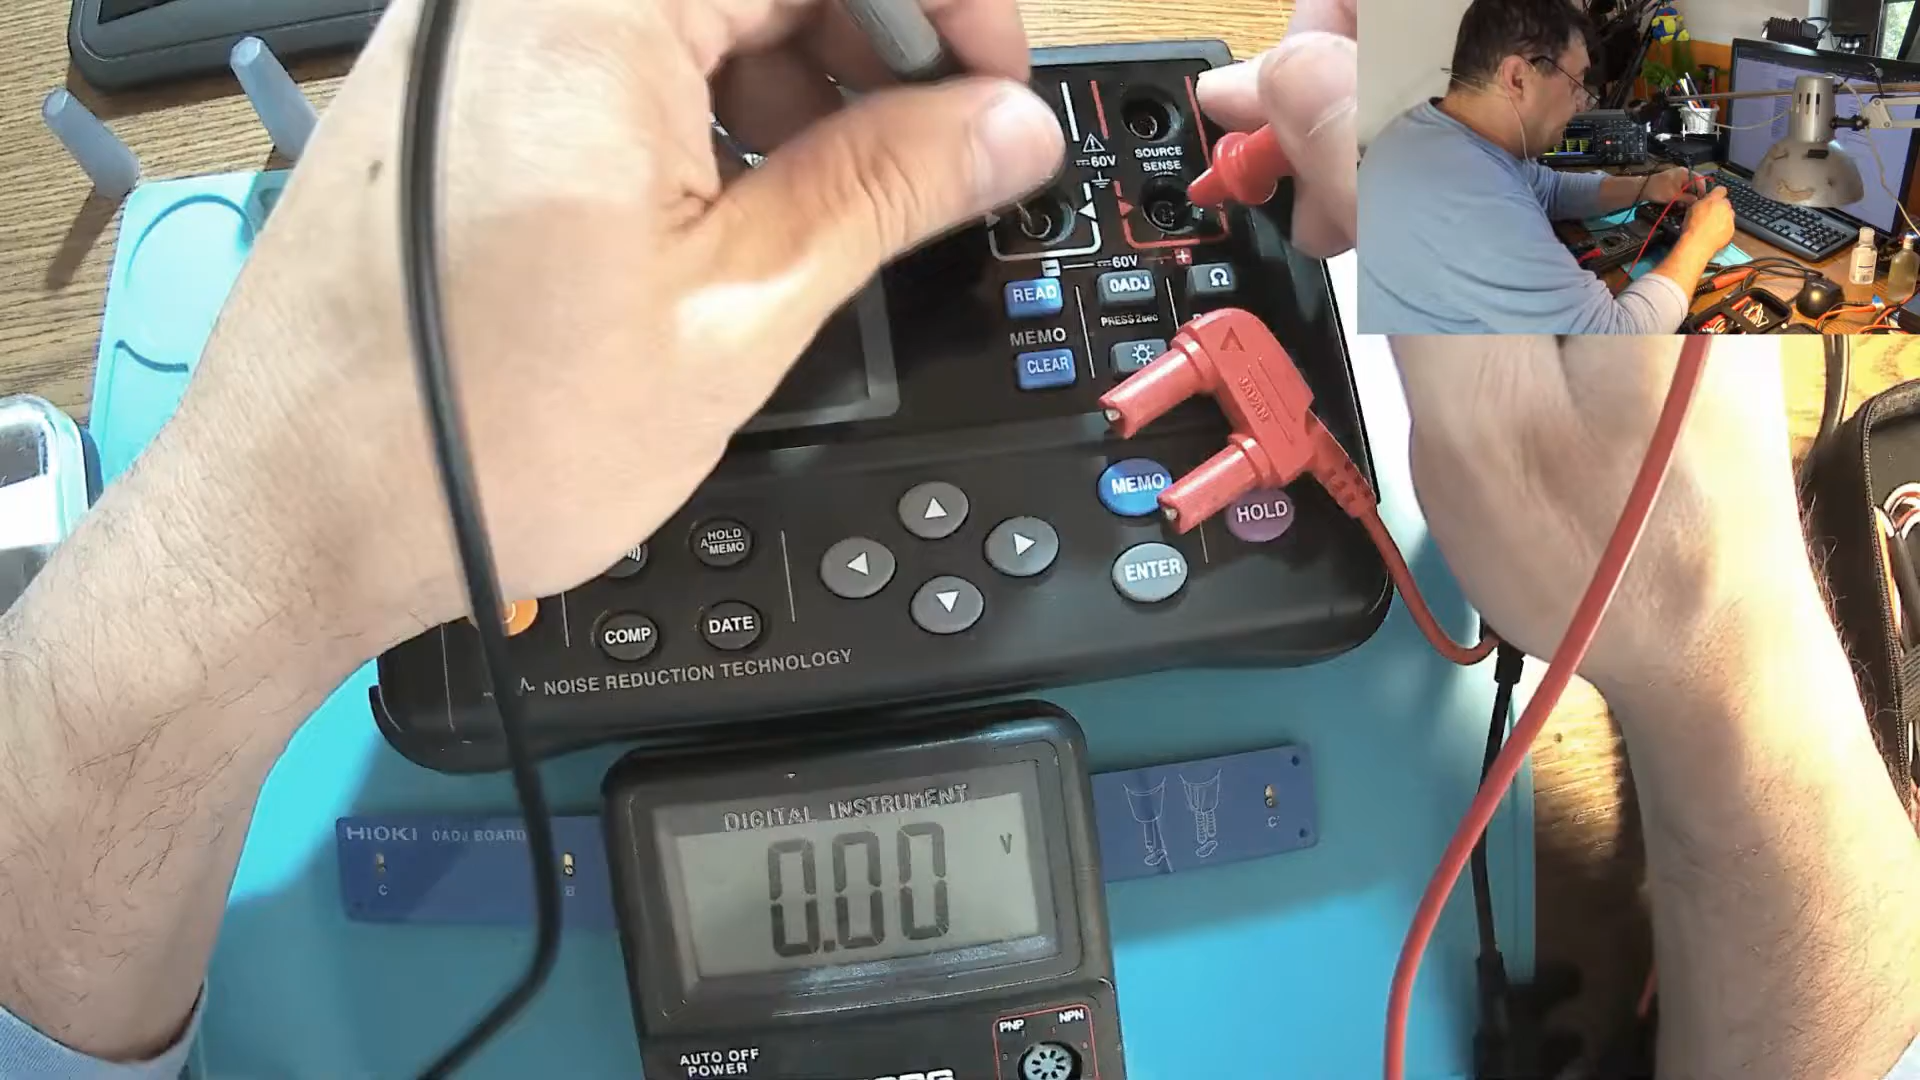 ⎓60V
SOURCE
SENSE
⎓60V
READ
0ADJ
Ω
PRESS 2sec
MEMO
CLEAR
JAPAN
MEMO
HOLD
A HOLD
MEMO
ENTER
COMP
DATE
NOISE REDUCTION TECHNOLOGY
DIGITAL INSTRUMENT
0.00 V
HIOKI 0ADJ BOARD
C
B
C'
PNP NPN
AUTO OFF
POWER